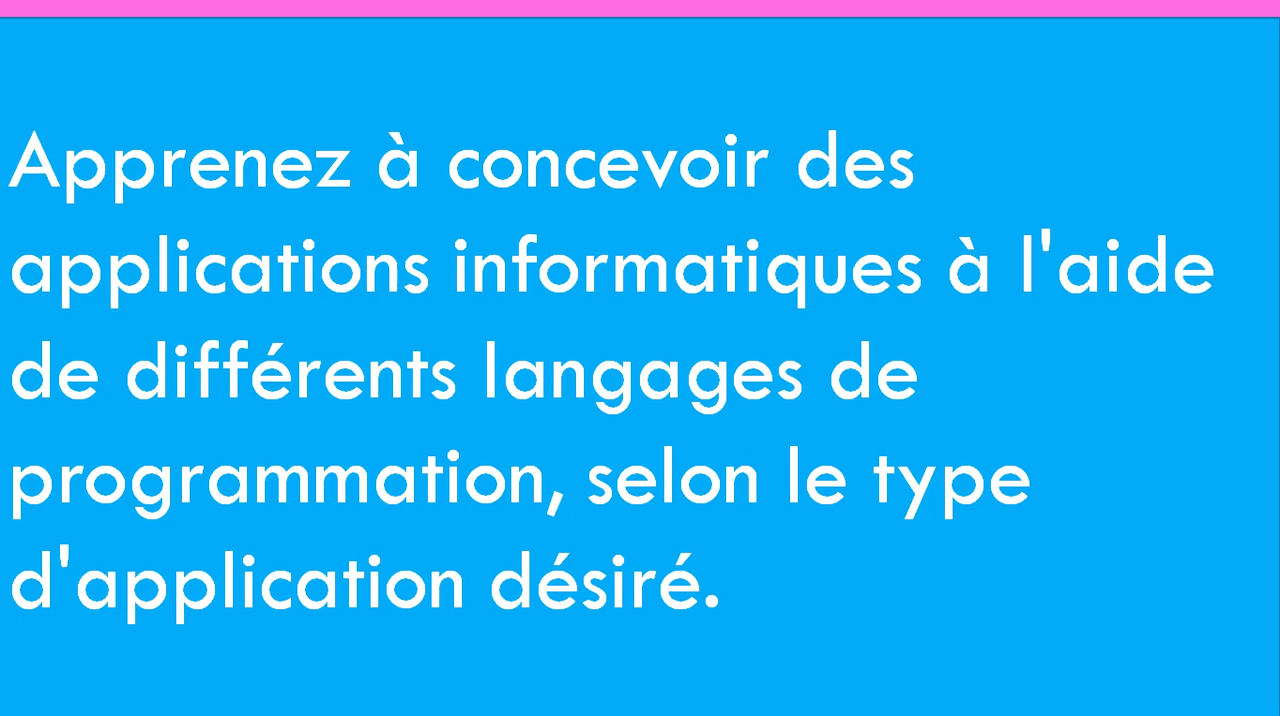 Apprenez à concevoir des
applications informatiques à l'aide
de différents langages de
programmation, selon le type
d'application désiré.